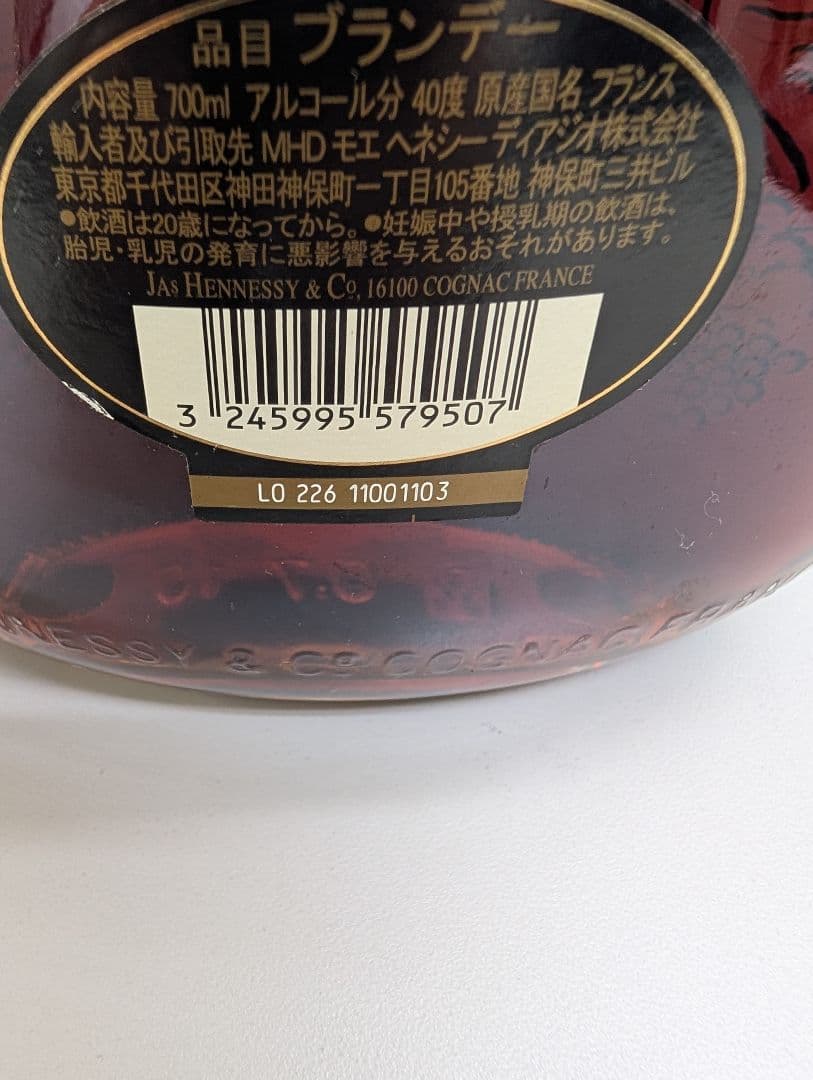 品目 ブランデー
内容量 700ml アルコール分 40度 原産国名 フランス
輸入者及び引取先 MHD モエ ヘネシー ディアジオ株式会社
東京都千代田区神田神保町一丁目105番地 神保町三井ビル
●飲酒は20歳になってから。●妊娠中や授乳期の飲酒は、
胎児・乳児の発育に悪影響を与えるおそれがあります。
JAS HENNESSY & Cº, 16100 COGNAC FRANCE
3 245995 579507
LO 226 11001103
NESSY & Cº COGNAC FRAN